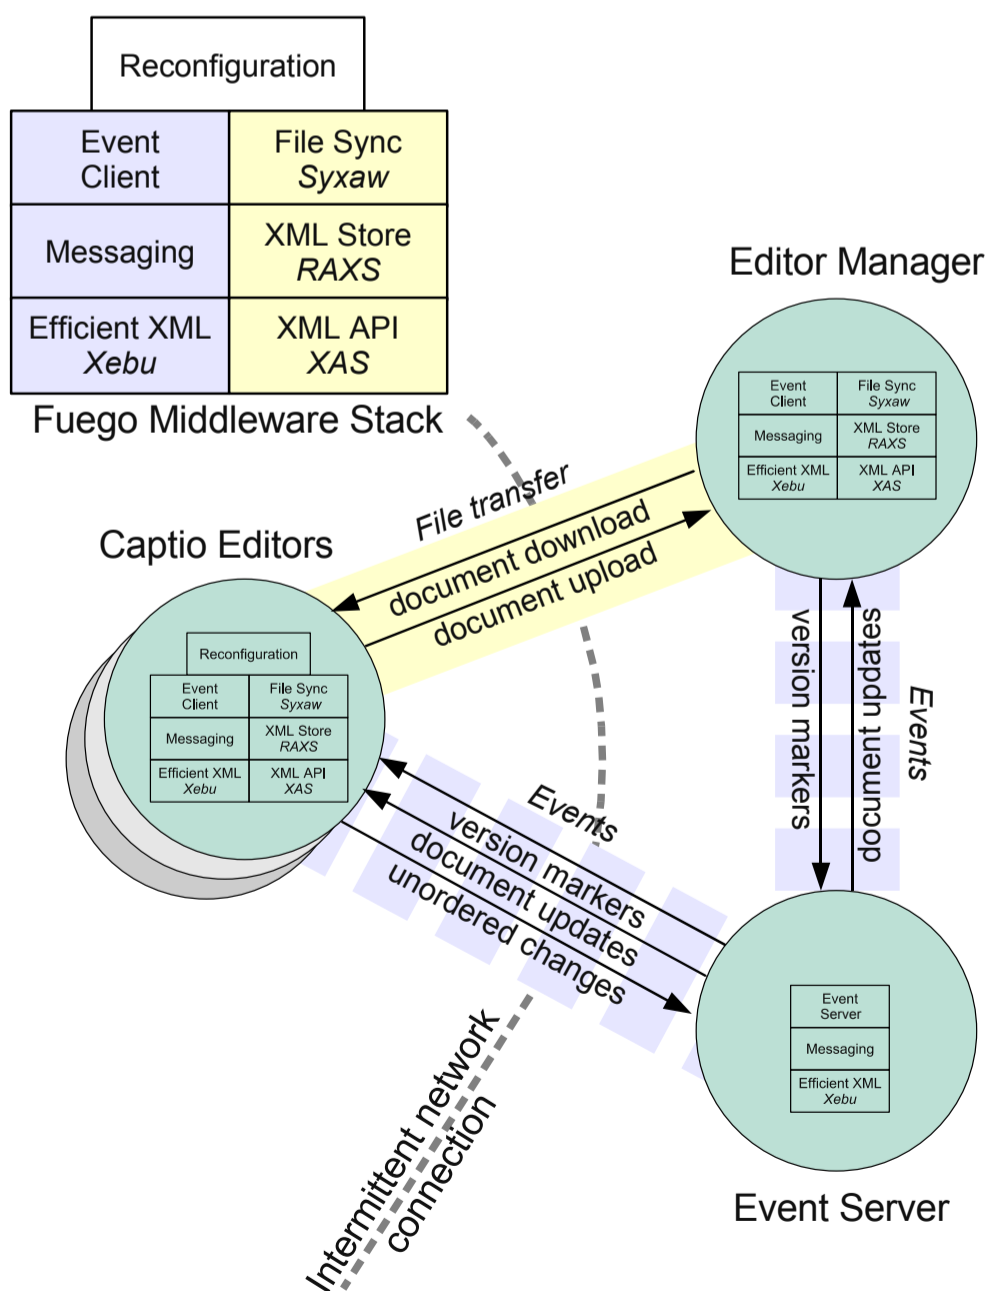 Reconfiguration
Event
Client
File Sync
Syxaw
Messaging
XML Store
RAXS
Efficient XML
Xebu
XML API
XAS
Fuego Middleware Stack
Editor Manager
Event
Client
File Sync
Syxaw
Messaging
XML Store
RAXS
Efficient XML
Xebu
XML API
XAS
File transfer
document download
document upload
Captio Editors
Reconfiguration
Event
Client
File Sync
Syxaw
Messaging
XML Store
RAXS
Efficient XML
Xebu
XML API
XAS
version markers
document updates
Events
Events
version markers
document updates
unordered changes
Event
Server
Messaging
Efficient XML
Xebu
Event Server
Intermittent network
connection